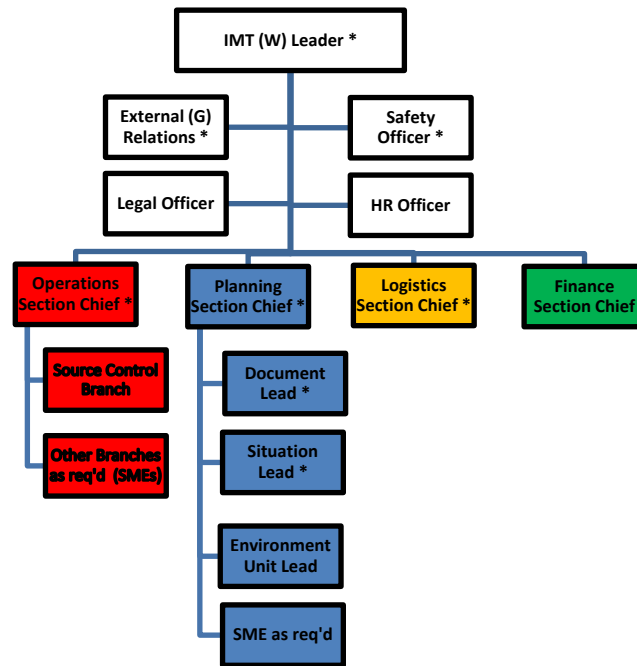 IMT (W) Leader *
External (G)
Relations *
Safety
Officer *
Legal Officer
HR Officer
Operations
Section Chief *
Planning
Section Chief *
Logistics
Section Chief *
Finance
Section Chief
Source Control
Branch
Other Branches
as req'd (SMEs)
Document
Lead *
Situation
Lead *
Environment
Unit Lead
SME as req'd